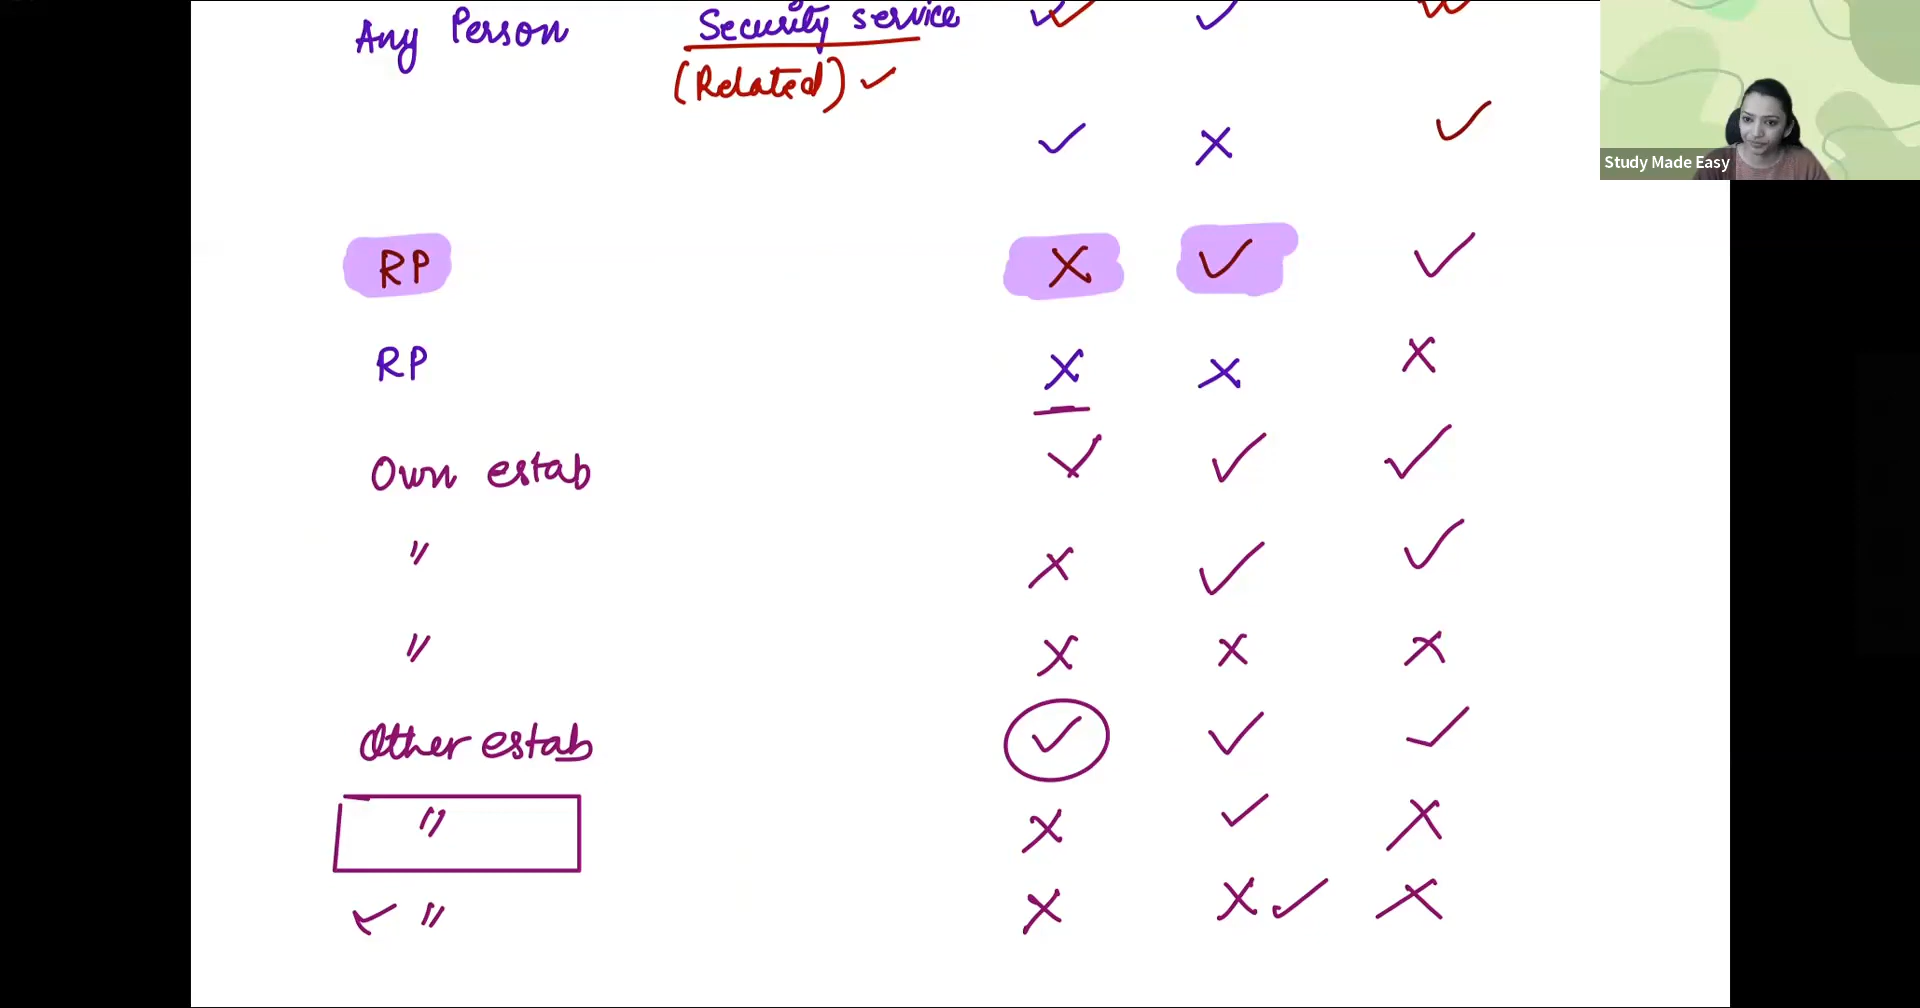 Any Person Security service ✓✓ ✓ ✓✓
(Related) ✓
✓ X ✓
Study Made Easy
RP X ✓ ✓
RP X X X
Own estab ✓ ✓ ✓
" X ✓ ✓
" X X X
Other estab ✓ ✓ ✓
" X ✓ X
✓ " X X ✓ X